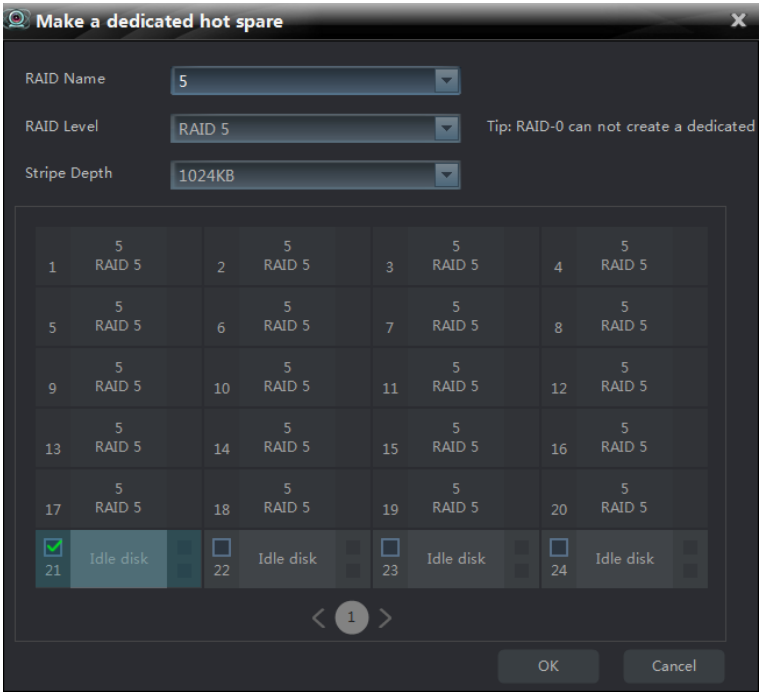 Make a dedicated hot spare
RAID Name 5
RAID Level RAID 5 Tip: RAID-0 can not create a dedicated
Stripe Depth 1024KB
5 5 5 5
1 RAID 5 2 RAID 5 3 RAID 5 4 RAID 5
5 5 5 5
5 RAID 5 6 RAID 5 7 RAID 5 8 RAID 5
5 5 5 5
9 RAID 5 10 RAID 5 11 RAID 5 12 RAID 5
5 5 5 5
13 RAID 5 14 RAID 5 15 RAID 5 16 RAID 5
5 5 5 5
17 RAID 5 18 RAID 5 19 RAID 5 20 RAID 5
Idle disk Idle disk Idle disk Idle disk
21 22 23 24
1
OK Cancel